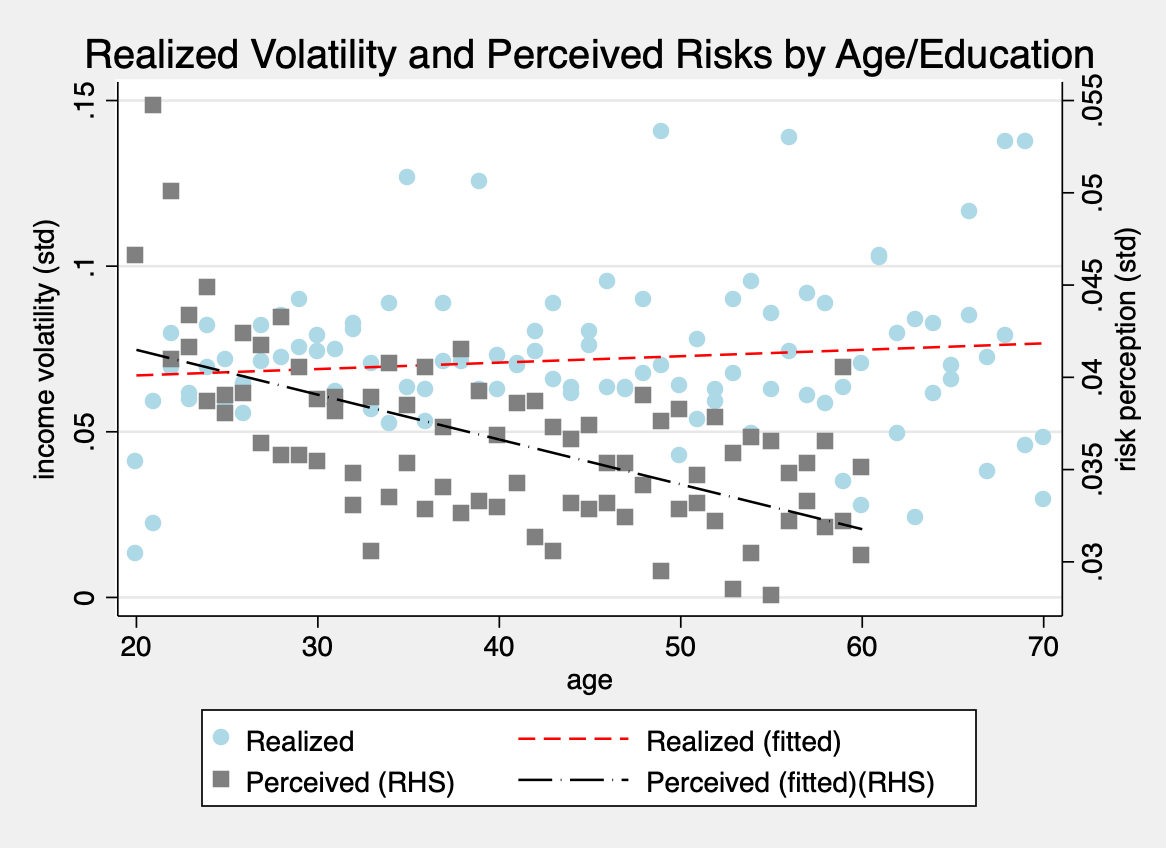 Realized Volatility and Perceived Risks by Age/Education
income volatility (std)
.15
.1
.05
0
risk perception (std)
.055
.05
.045
.04
.035
.03
20 30 40 50 60 70
age
Realized
Realized (fitted)
Perceived (RHS)
Perceived (fitted)(RHS)